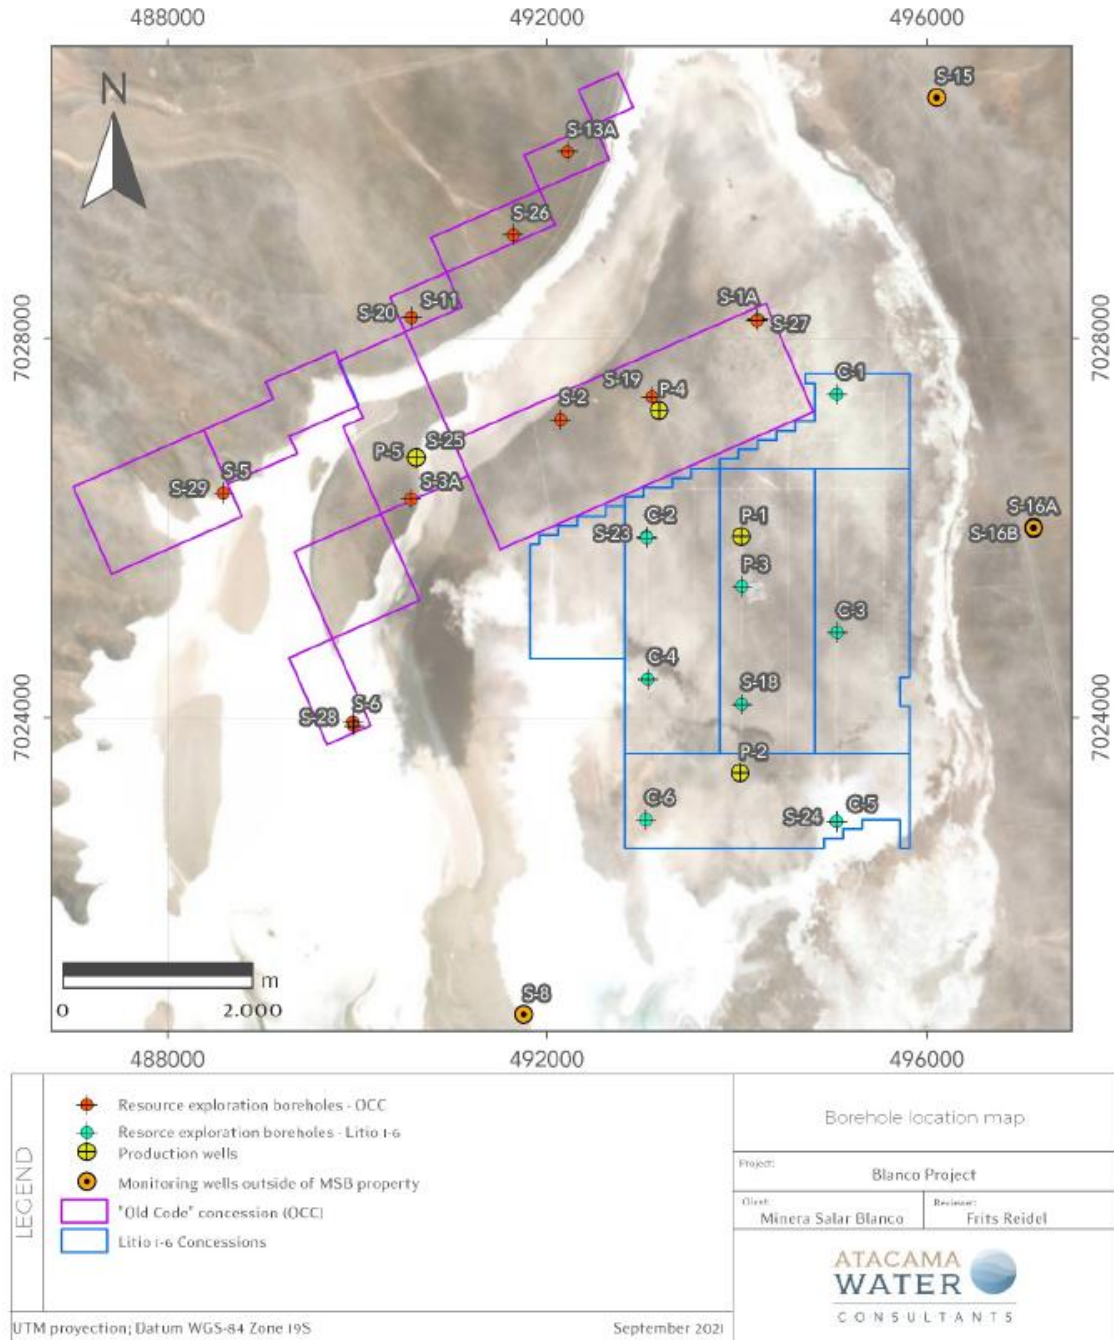 488000 492000 496000
S-15
N
S-13A
S-26
S-20 S-11
S-1A
S-27
7028000 7028000
C-1
S-19 P-4
S-2
P-5 S-25
S-5
S-29
S-3A
S-16A
S-16B
C-2
S-23
P-1
P-3
C-3
C-4
S-18
S-6
S-28
7024000 7024000
P-2
C-6
S-24 C-5
m
0 2.000
S-8
488000 492000 496000
LEGEND
Resource exploration boreholes - OCC
Resorce exploration boreholes - Litio 1-6
Production wells
Monitoring wells outside of MSB property
"Old Code" concession (OCC)
Litio 1-6 Concessions
Borehole location map
Project:
Blanco Project
Client: Reviewer:
Minera Salar Blanco Frits Reidel
ATACAMA
WATER
CONSULTANTS
UTM proyection; Datum WGS-84 Zone 19S September 2021